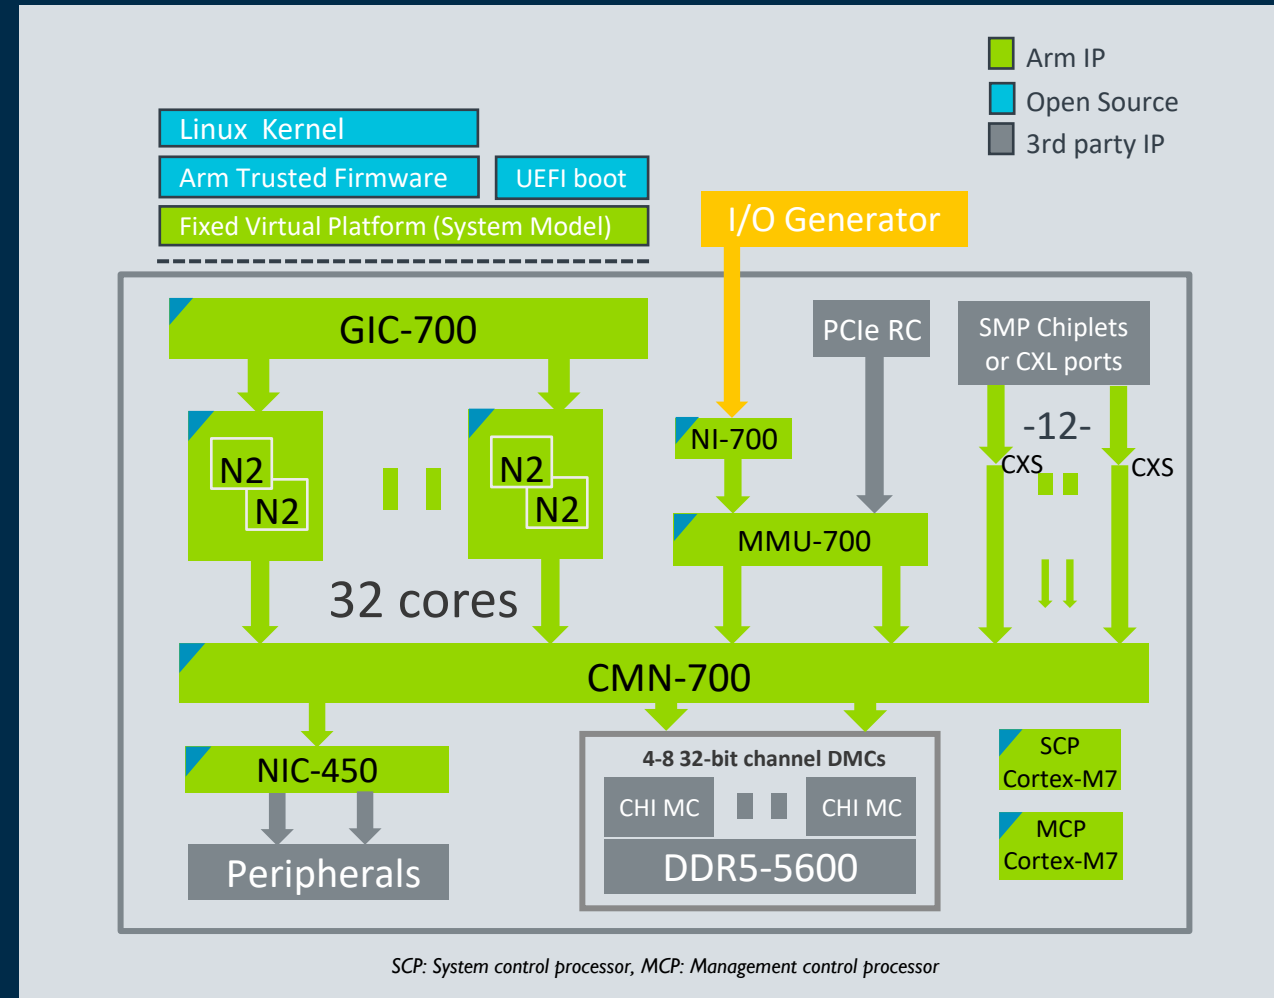 Arm IP
Open Source
3rd party IP
Linux Kernel
Arm Trusted Firmware
UEFI boot
Fixed Virtual Platform (System Model)
I/O Generator
GIC-700
PCIe RC
SMP Chiplets
or CXL ports
N2
N2
N2
N2
NI-700
-12-
CXS
CXS
MMU-700
32 cores
CMN-700
NIC-450
4-8 32-bit channel DMCs
CHI MC
CHI MC
DDR5-5600
Peripherals
SCP
Cortex-M7
MCP
Cortex-M7
SCP: System control processor, MCP: Management control processor